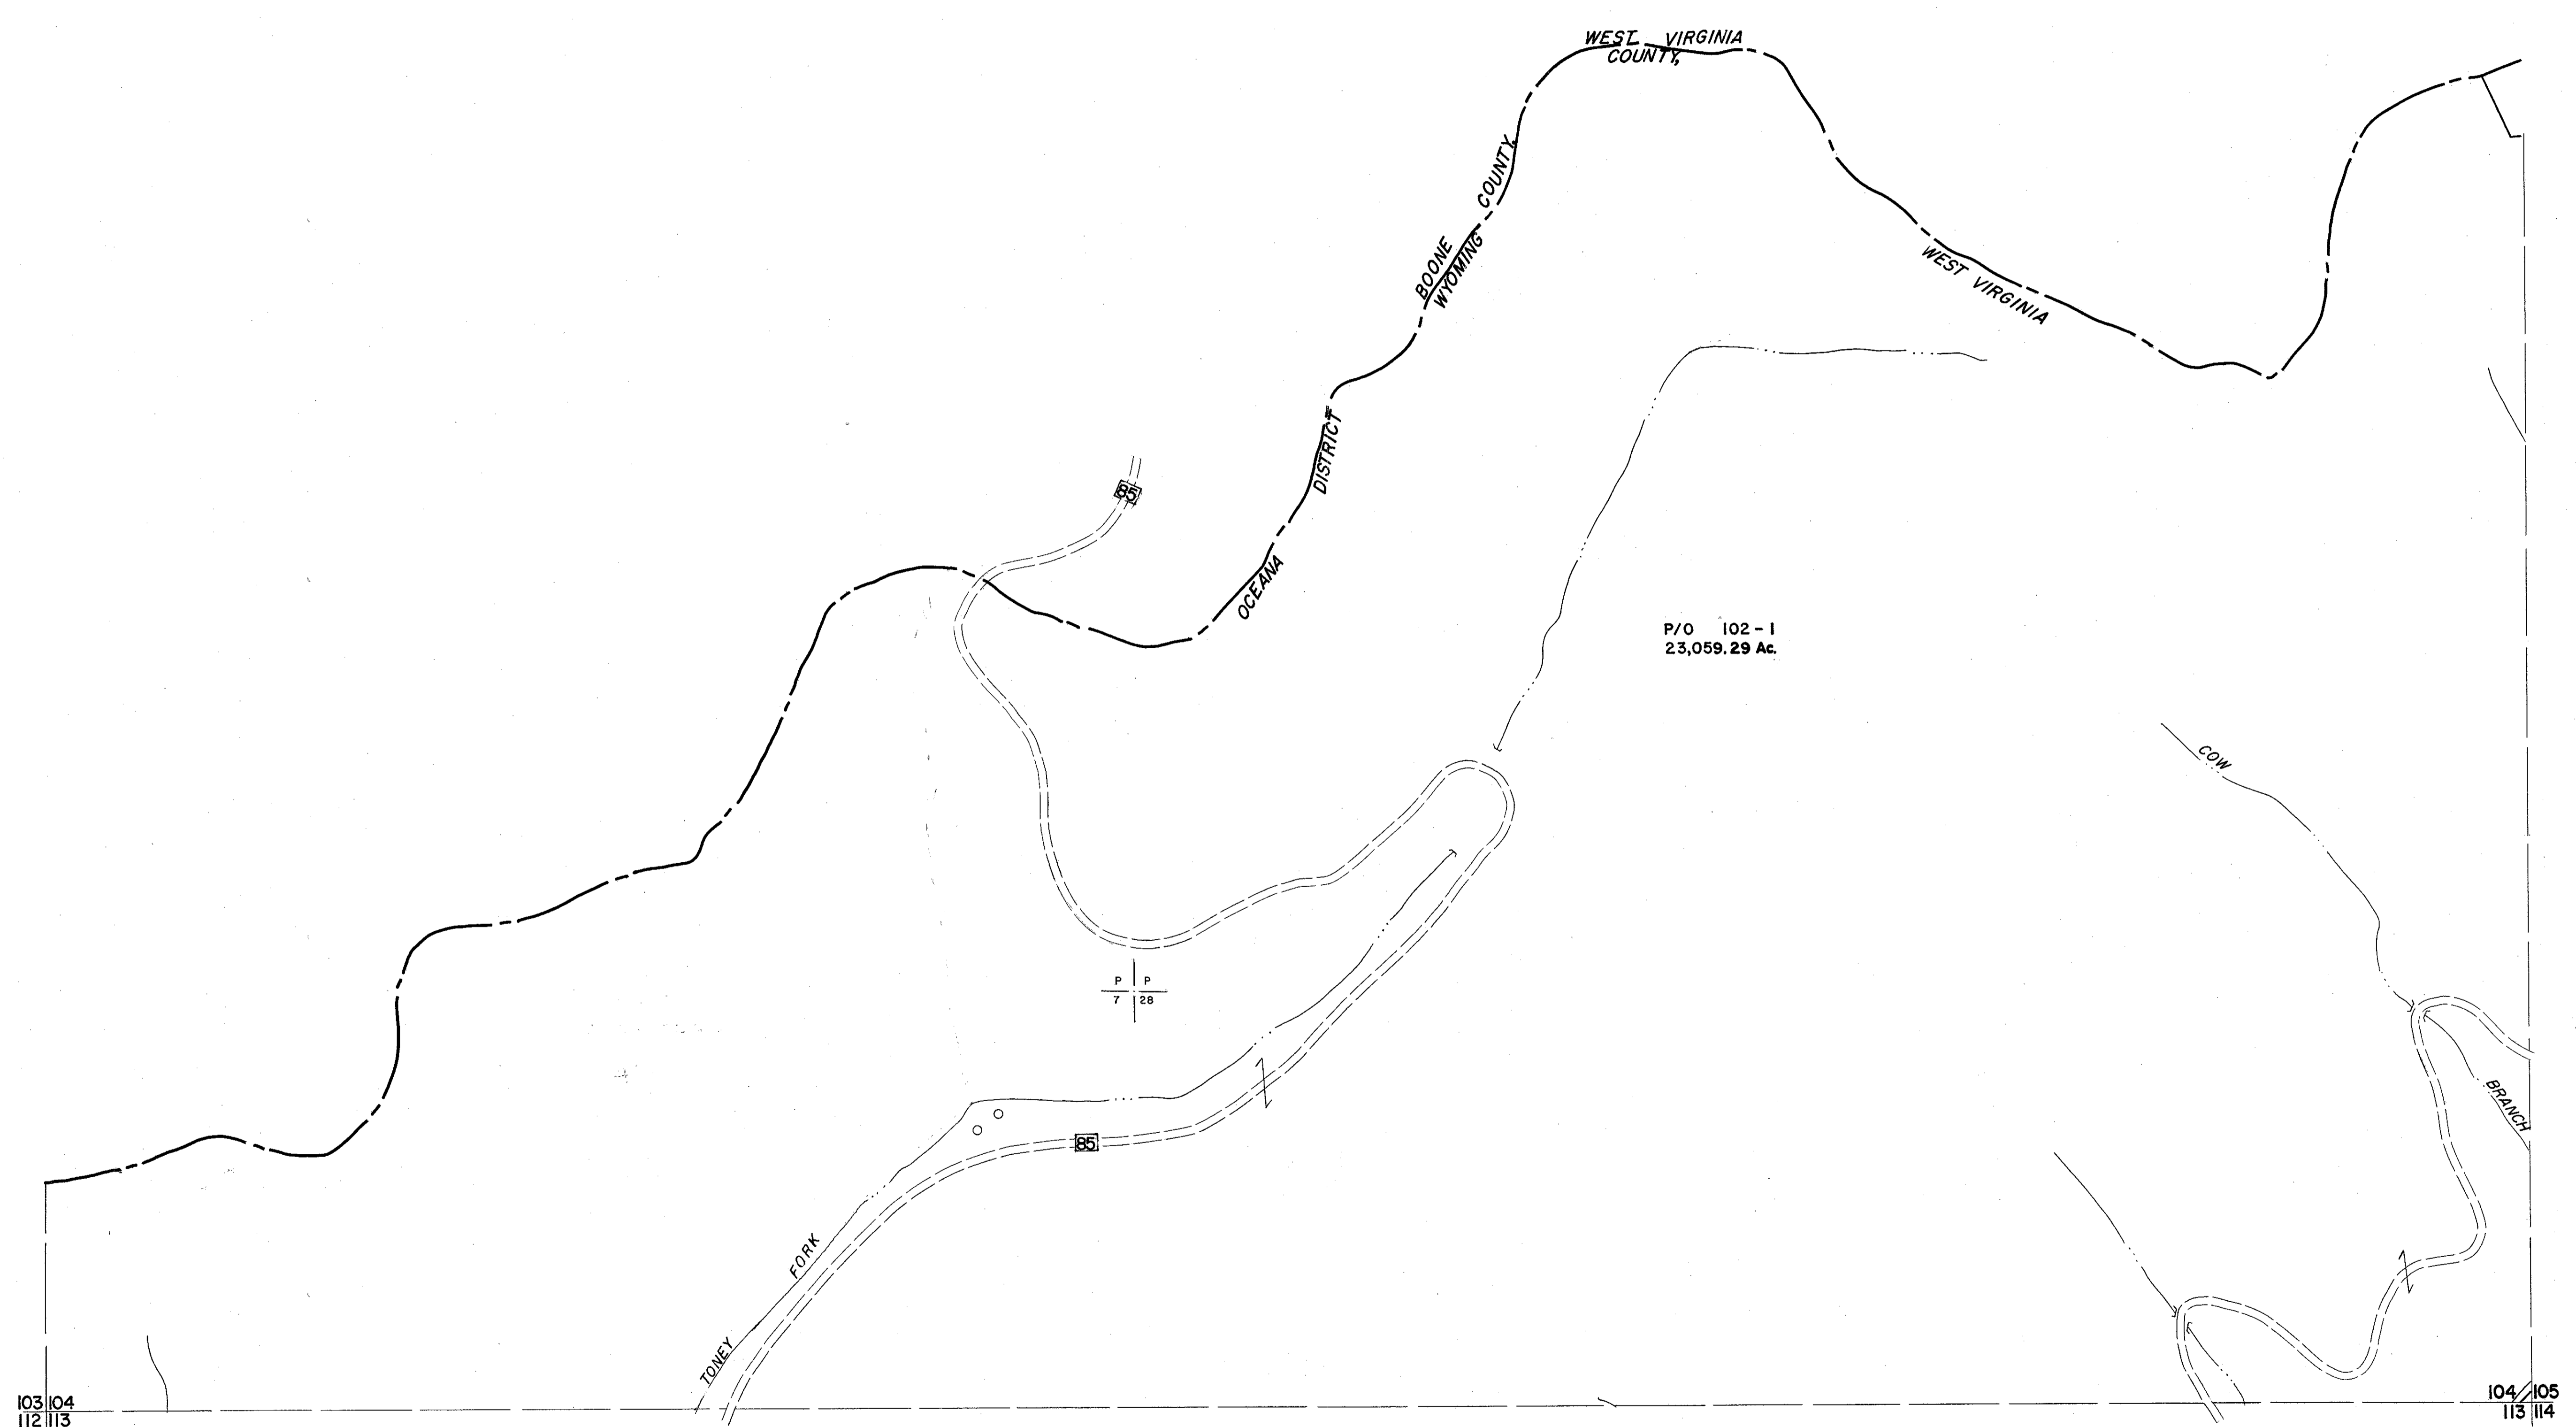 WEST VIRGINIA
COUNTY,
BOONE COUNTY,
WYOMING
WEST VIRGINIA
OCEANA DISTRICT
85
P/O 102-1
23,059.29 Ac.
COW
BRANCH
P P
7 28
85
TONEY FORK
103 104
112 113
104 105
113 114